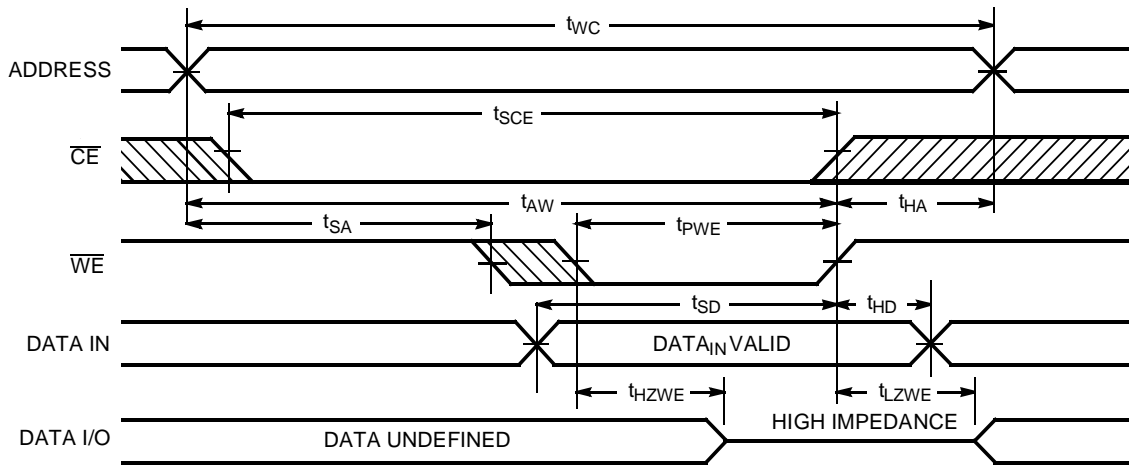 tWC
ADDRESS
tSCE
CE
tAW
tHA
tSA
tPWE
WE
tSD
tHD
DATA IN
DATAIN VALID
tHZWE
tLZWE
HIGH IMPEDANCE
DATA I/O
DATA UNDEFINED